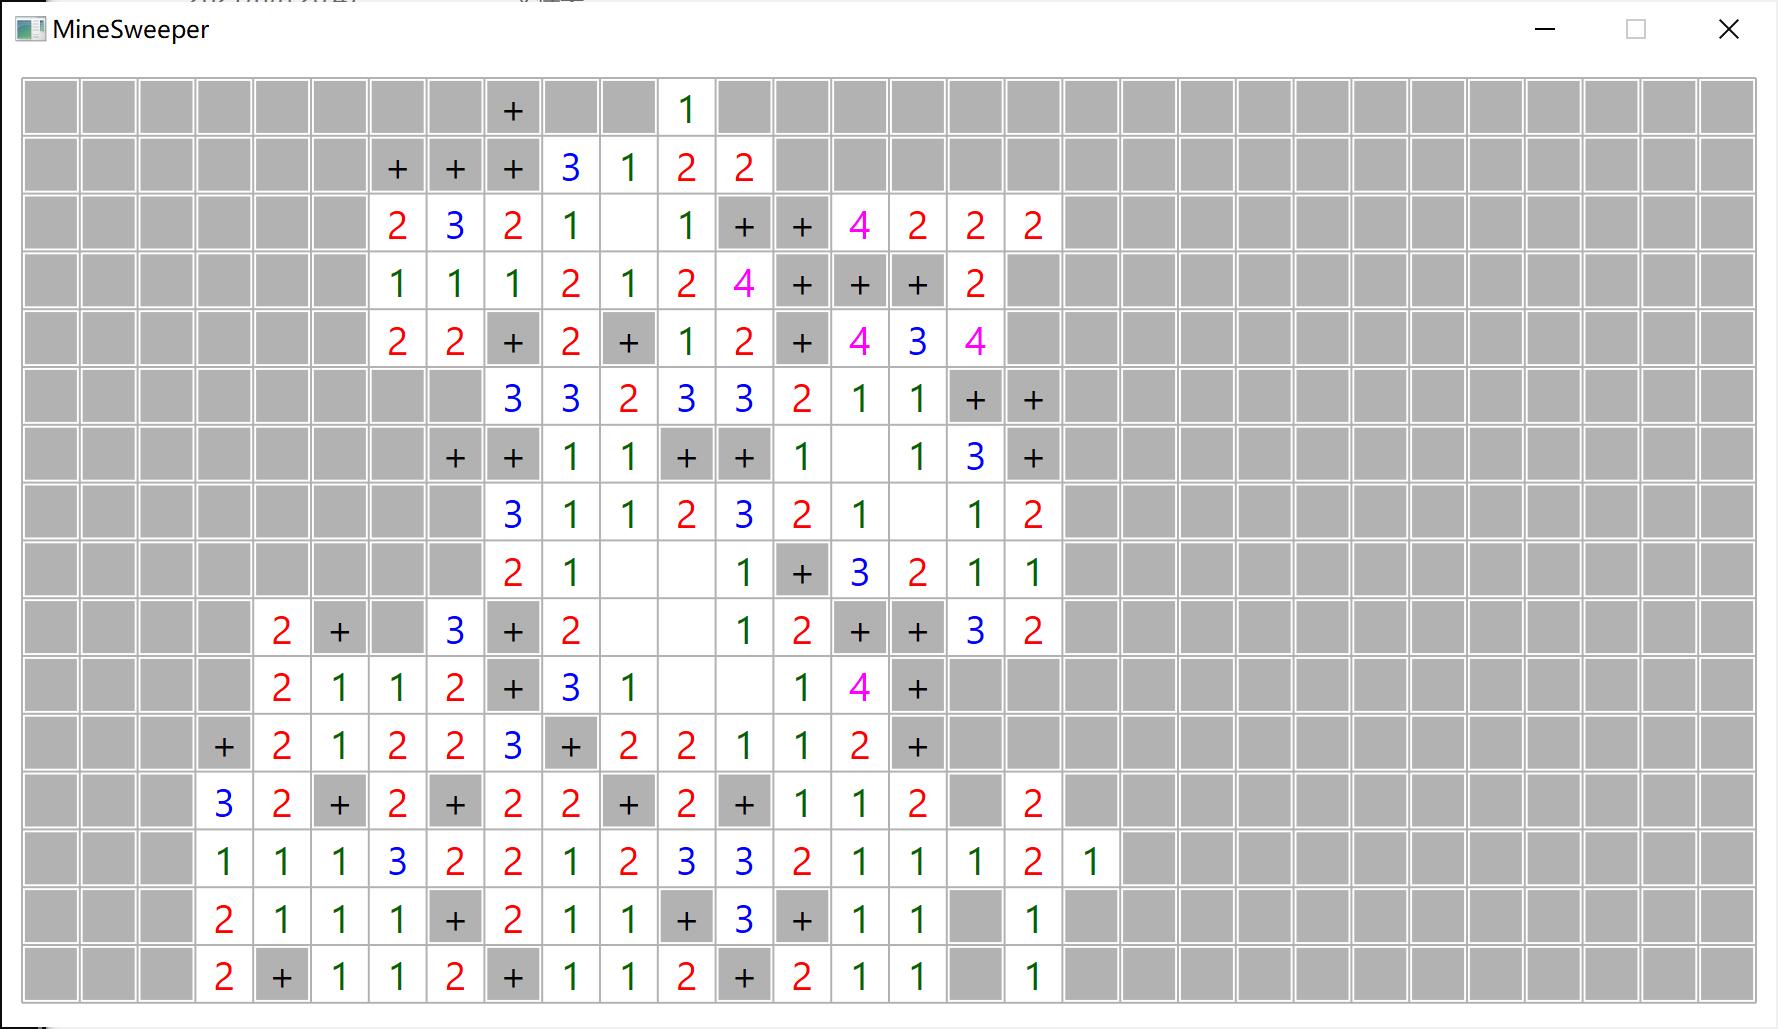 MineSweeper
+ 1
+ + + 3 1 2 2
2 3 2 1 1 + + 4 2 2 2
1 1 1 2 1 2 4 + + + 2
2 2 + 2 + 1 2 + 4 3 4
3 3 2 3 3 2 1 1 + +
+ + 1 1 + + 1 1 3 +
3 1 1 2 3 2 1 1 2
2 1 1 + 3 2 1 1
2 + 3 + 2 1 2 + + 3 2
2 1 1 2 + 3 1 1 4 +
+ 2 1 2 2 3 + 2 2 1 1 2 +
3 2 + 2 + 2 2 + 2 + 1 1 2 2
1 1 1 3 2 2 1 2 3 3 2 1 1 1 2 1
2 1 1 1 + 2 1 1 + 3 + 1 1 1
2 + 1 1 2 + 1 1 2 + 2 1 1 1